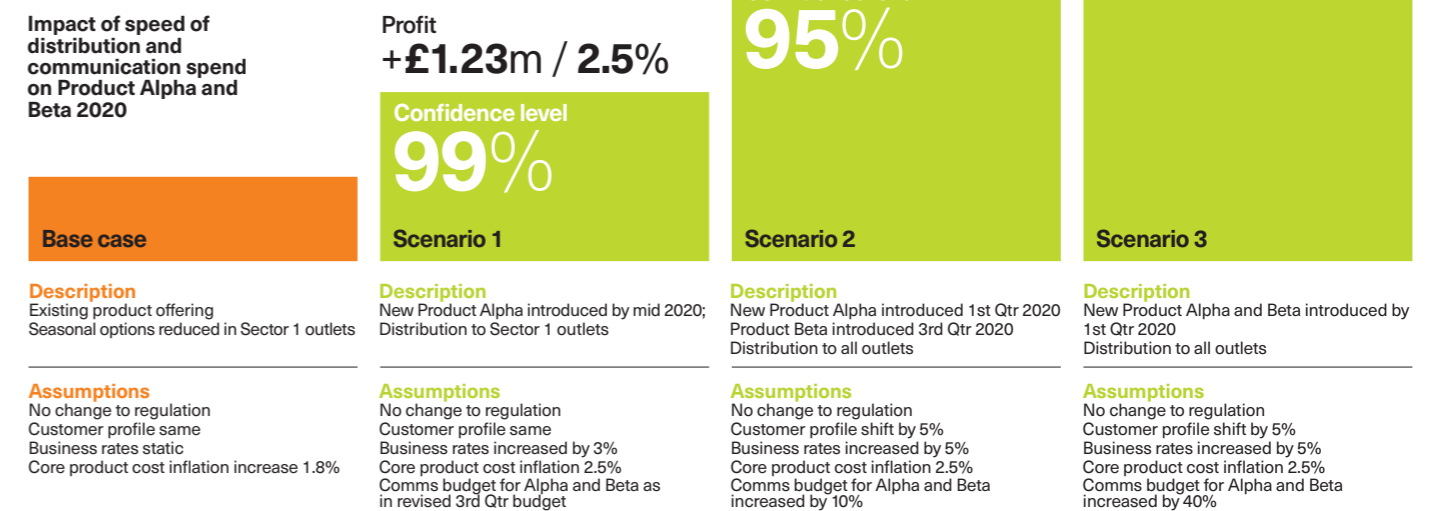 Impact of speed of
distribution and
communication spend
on Product Alpha and
Beta 2020
Base case
Description
Existing product offering
Seasonal options reduced in Sector 1 outlets
Assumptions
No change to regulation
Customer profile same
Business rates static
Core product cost inflation increase 1.8%
Profit
+£1.23m / 2.5%
Confidence level
99%
Scenario 1
Description
New Product Alpha introduced by mid 2020;
Distribution to Sector 1 outlets
Assumptions
No change to regulation
Customer profile same
Business rates increased by 3%
Core product cost inflation 2.5%
Comms budget for Alpha and Beta as
in revised 3rd Qtr budget
95%
Scenario 2
Description
New Product Alpha introduced 1st Qtr 2020
Product Beta introduced 3rd Qtr 2020
Distribution to all outlets
Assumptions
No change to regulation
Customer profile shift by 5%
Business rates increased by 5%
Core product cost inflation 2.5%
Comms budget for Alpha and Beta
increased by 10%
Scenario 3
Description
New Product Alpha and Beta introduced by
1st Qtr 2020
Distribution to all outlets
Assumptions
No change to regulation
Customer profile shift by 5%
Business rates increased by 5%
Core product cost inflation 2.5%
Comms budget for Alpha and Beta
increased by 40%